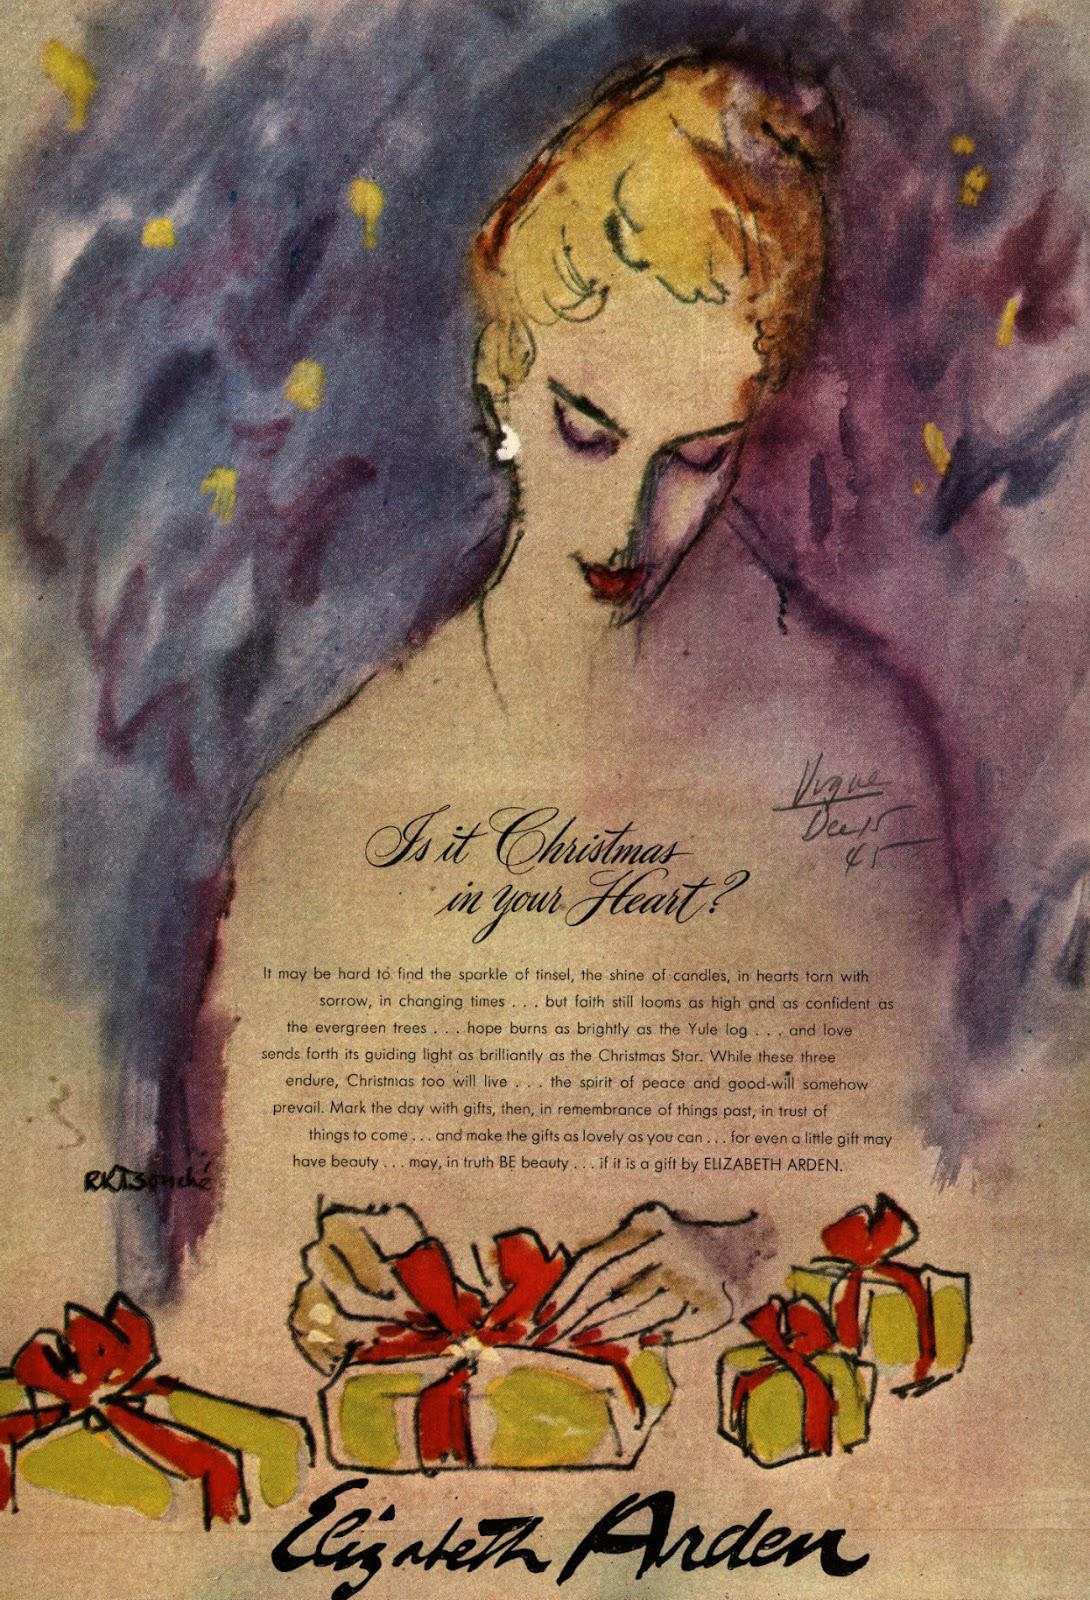 Vogue
Dec 15
45
Is it Christmas
in your Heart?
It may be hard to find the sparkle of tinsel, the shine of candles, in hearts torn with
sorrow, in changing times . . . but faith still looms as high and as confident as
the evergreen trees . . . hope burns as brightly as the Yule log . . . and love
sends forth its guiding light as brilliantly as the Christmas Star. While these three
endure, Christmas too will live . . . the spirit of peace and good-will somehow
prevail. Mark the day with gifts, then, in remembrance of things past, in trust of
things to come . . . and make the gifts as lovely as you can . . . for even a little gift may
have beauty . . . may, in truth BE beauty . . . if it is a gift by ELIZABETH ARDEN.
Elizabeth Arden